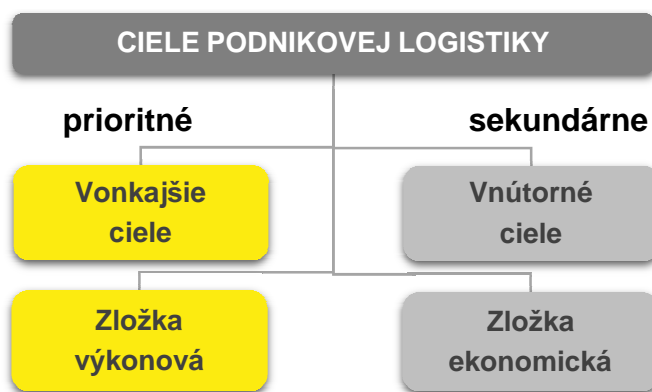 CIELE PODNIKOVEJ LOGISTIKY
prioritné
sekundárne
Vonkajšie
ciele
Vnútorné
ciele
Zložka
výkonová
Zložka
ekonomická